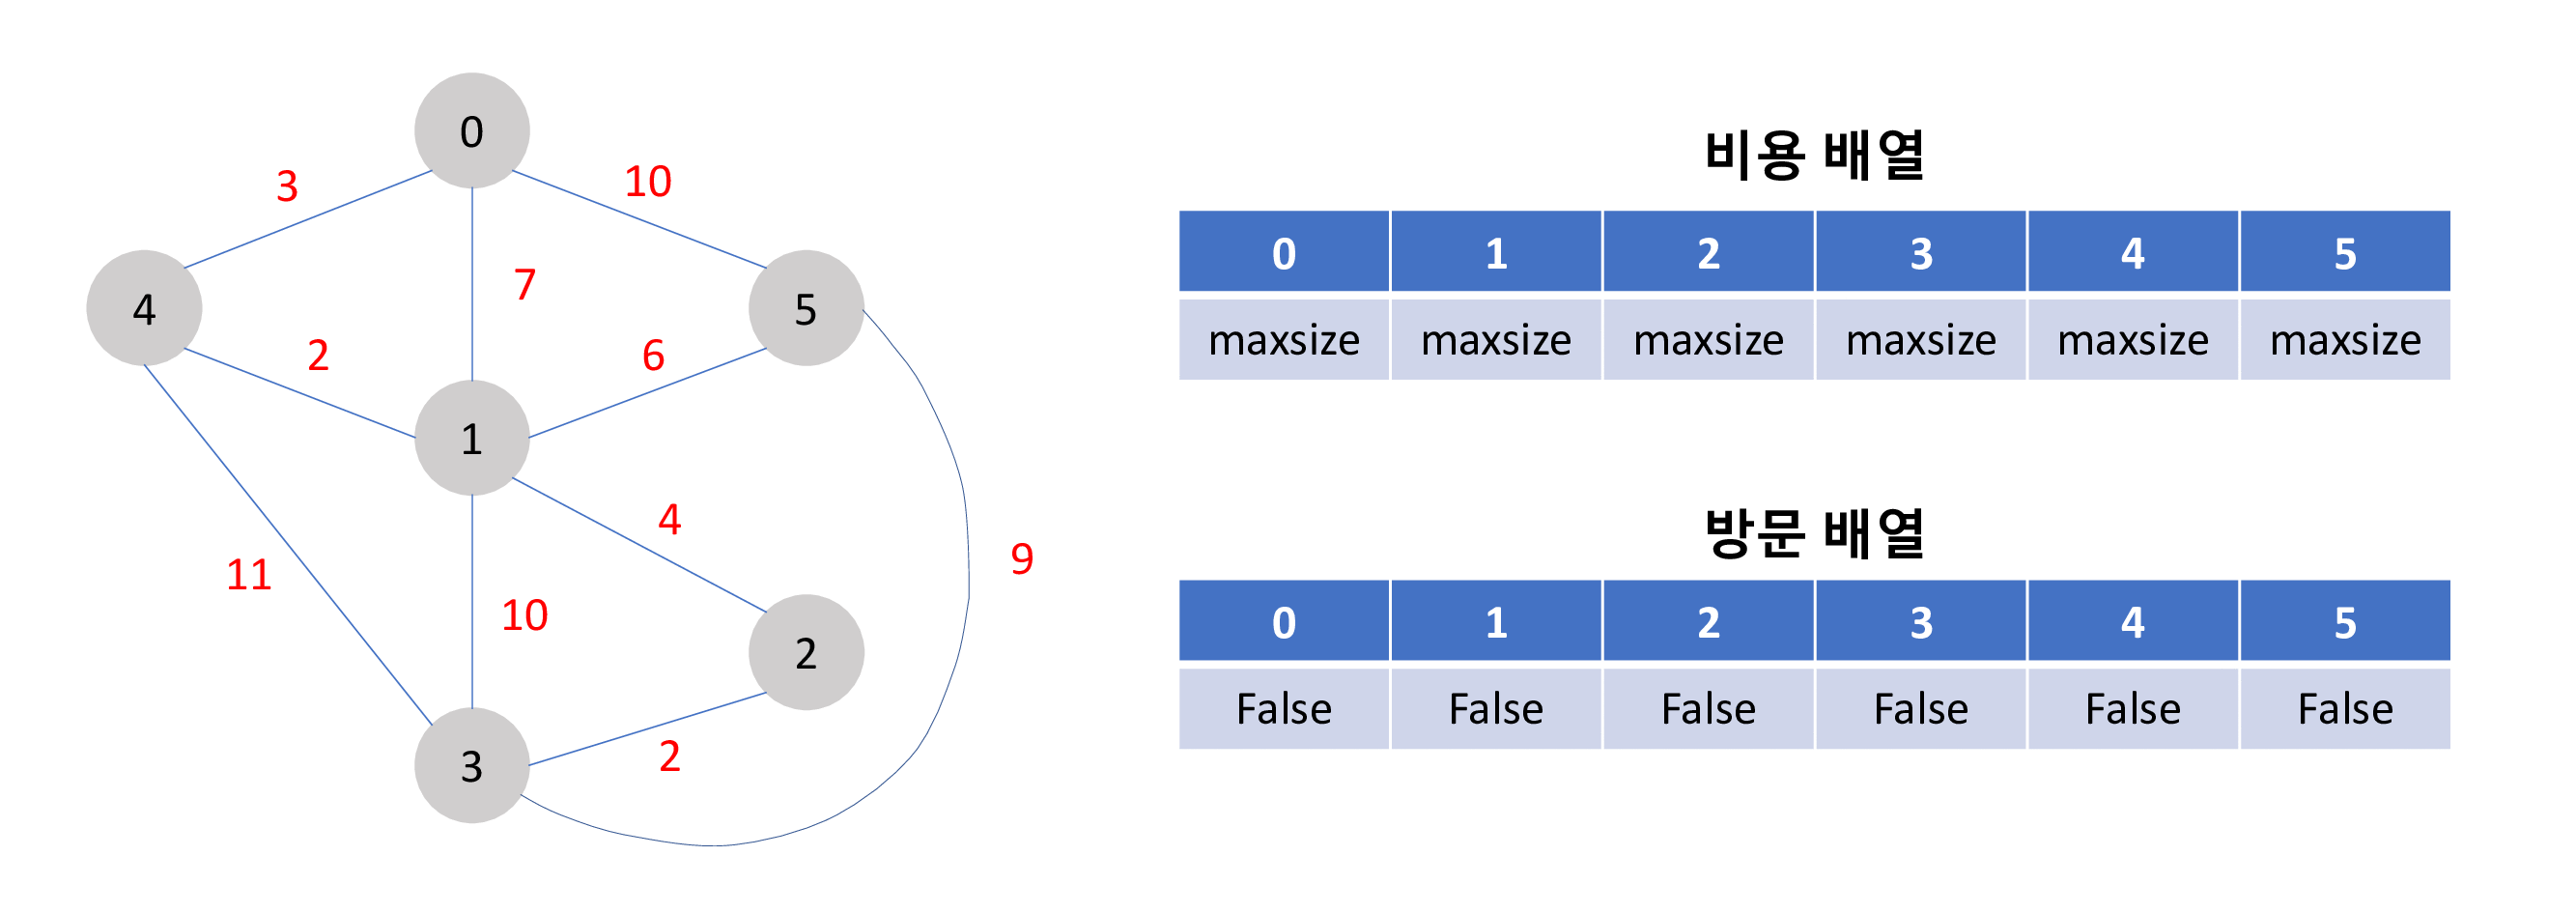 0
3
10
7
4
5
2
6
1
4
9
11
10
2
2
3
비용 배열
0 1 2 3 4 5
maxsize maxsize maxsize maxsize maxsize maxsize
방문 배열
0 1 2 3 4 5
False False False False False False